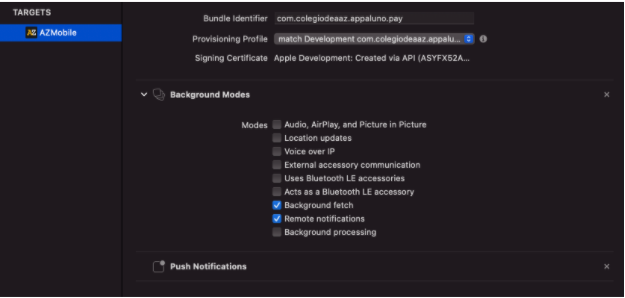 TARGETS
AZ AZMobile
Bundle Identifier com.colegiodeaaz.appaluno.pay
Provisioning Profile match Development com.colegiodeaaz.appalu...
Signing Certificate Apple Development: Created via API (ASYFX52A...
Background Modes
Modes Audio, AirPlay, and Picture in Picture
Location updates
Voice over IP
External accessory communication
Uses Bluetooth LE accessories
Acts as a Bluetooth LE accessory
Background fetch
Remote notifications
Background processing
Push Notifications